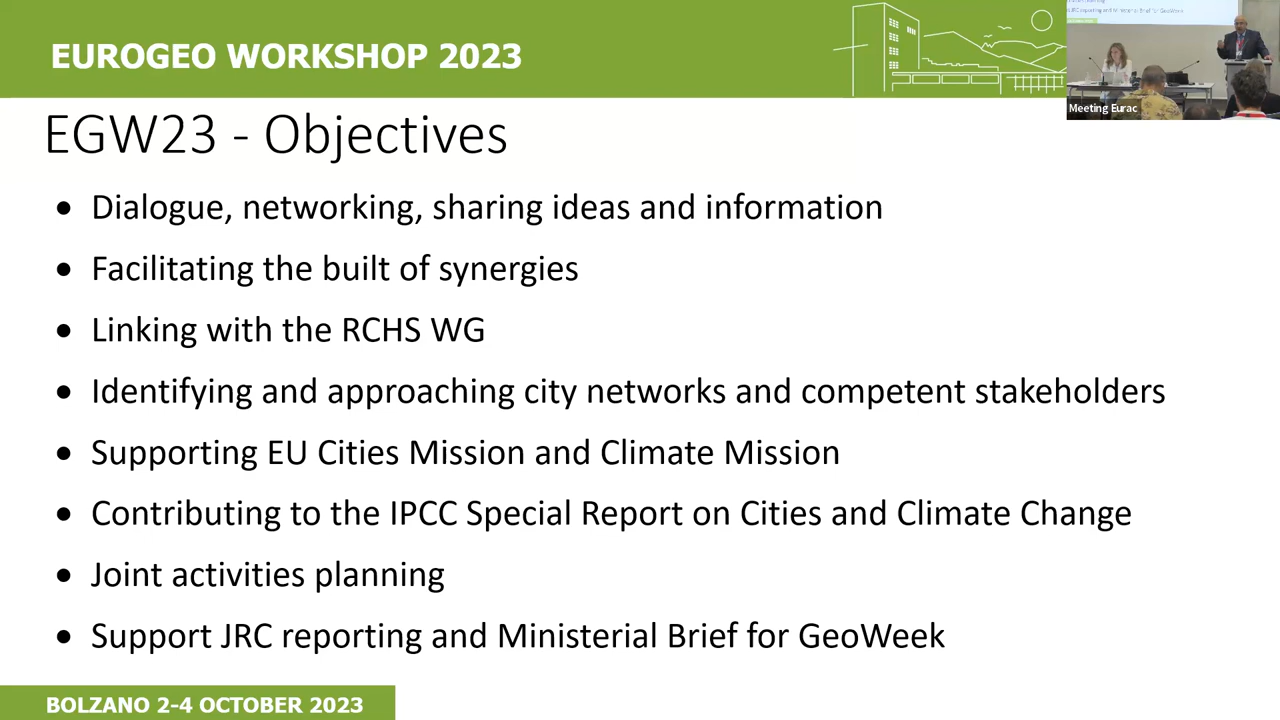 EUROGEO WORKSHOP 2023
Meeting Eurac
EGW23 - Objectives
• Dialogue, networking, sharing ideas and information
• Facilitating the built of synergies
• Linking with the RCHS WG
• Identifying and approaching city networks and competent stakeholders
• Supporting EU Cities Mission and Climate Mission
• Contributing to the IPCC Special Report on Cities and Climate Change
• Joint activities planning
• Support JRC reporting and Ministerial Brief for GeoWeek
BOLZANO 2-4 OCTOBER 2023